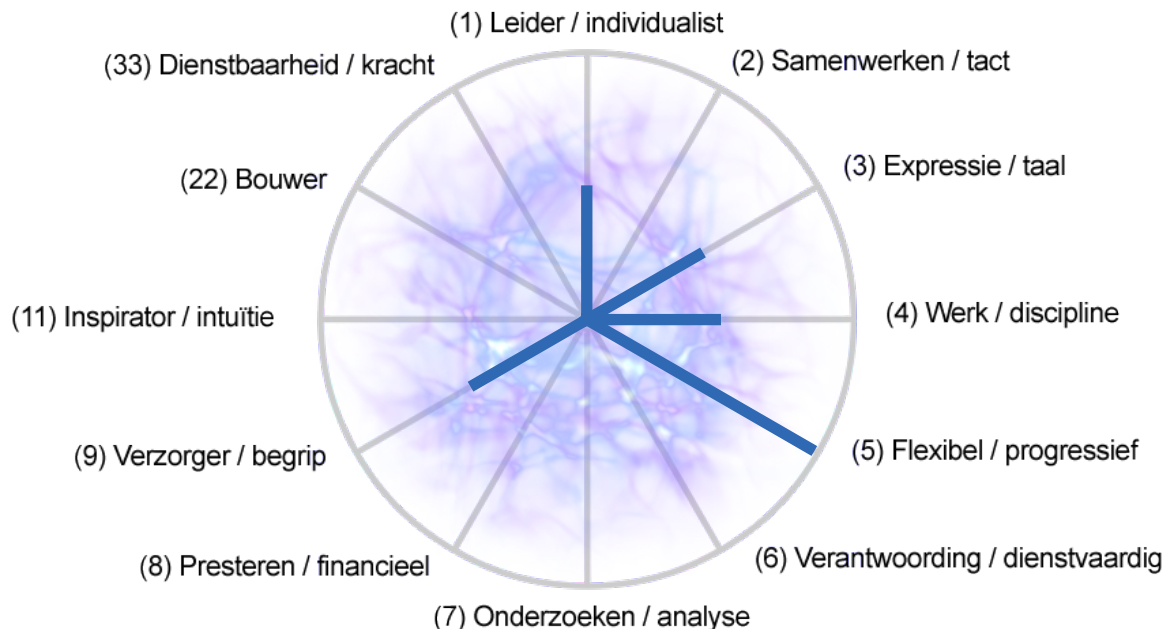 (1) Leider / individualist
(2) Samenwerken / tact
(3) Expressie / taal
(4) Werk / discipline
(5) Flexibel / progressief
(6) Verantwoording / dienstvaardig
(7) Onderzoeken / analyse
(8) Presteren / financieel
(9) Verzorger / begrip
(11) Inspirator / intuïtie
(22) Bouwer
(33) Dienstbaarheid / kracht